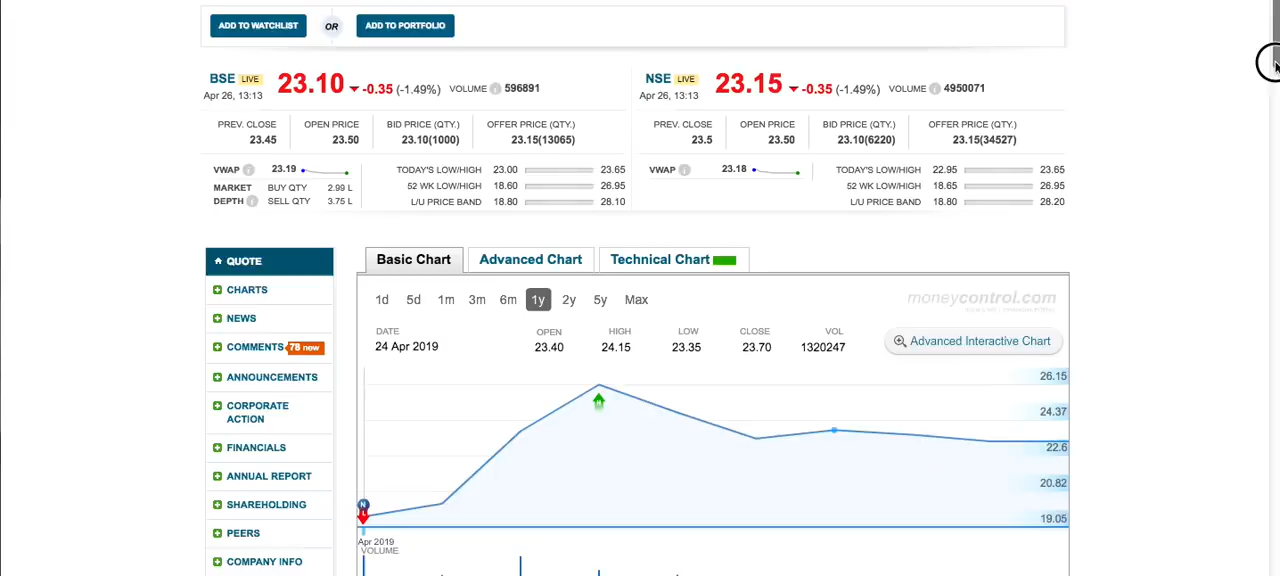 ADD TO WATCHLIST OR ADD TO PORTFOLIO
BSE LIVE 23.10 -0.35 (-1.49%) VOLUME i 596891
Apr 26, 13:13
PREV. CLOSE OPEN PRICE BID PRICE (QTY.) OFFER PRICE (QTY.)
23.45 23.50 23.10(1000) 23.15(13065)
VWAP i 23.19
MARKET BUY QTY 2.99 L
DEPTH i SELL QTY 3.75 L
TODAY'S LOW/HIGH 23.00 23.65
52 WK LOW/HIGH 18.60 26.95
L/U PRICE BAND 18.80 28.10
NSE LIVE 23.15 -0.35 (-1.49%) VOLUME i 4950071
Apr 26, 13:13
PREV. CLOSE OPEN PRICE BID PRICE (QTY.) OFFER PRICE (QTY.)
23.5 23.50 23.10(6220) 23.15(34527)
VWAP i 23.18
TODAY'S LOW/HIGH 22.95 23.65
52 WK LOW/HIGH 18.65 26.95
L/U PRICE BAND 18.80 28.20
QUOTE
CHARTS
NEWS
COMMENTS 78 new
ANNOUNCEMENTS
CORPORATE
ACTION
FINANCIALS
ANNUAL REPORT
SHAREHOLDING
PEERS
COMPANY INFO
Basic Chart Advanced Chart Technical Chart
1d 5d 1m 3m 6m 1y 2y 5y Max
moneycontrol.com
DATE OPEN HIGH LOW CLOSE VOL
24 Apr 2019 23.40 24.15 23.35 23.70 1320247
Advanced Interactive Chart
26.15
24.37
22.6
20.82
19.05
H
N
L
Apr 2019
VOLUME